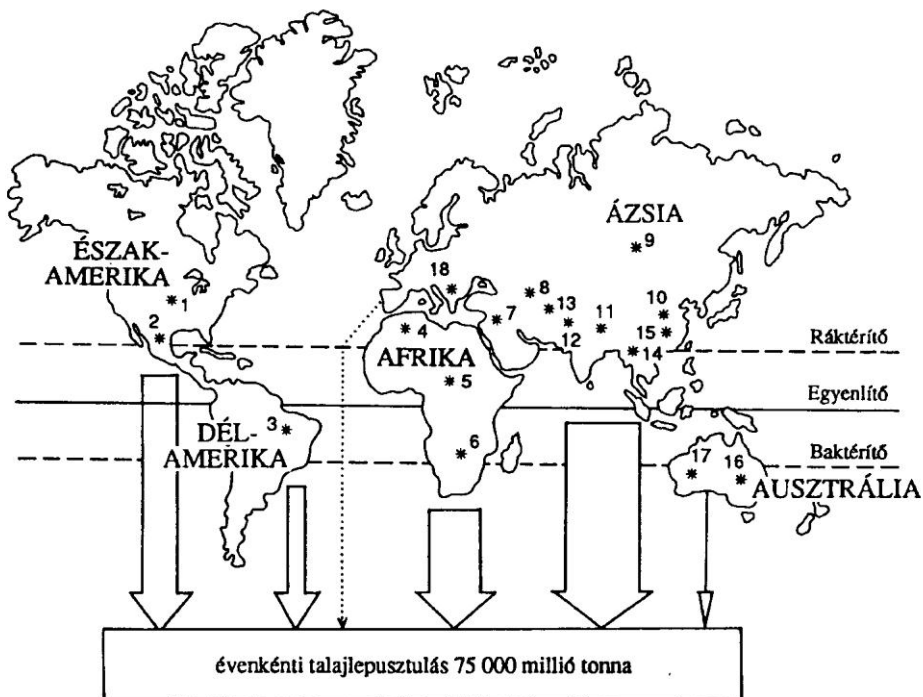 ÁZSIA
9
ÉSZAK-
AMERIKA
1
18
8
13
10
7
12
11
15
2
4
14
Ráktérítő
AFRIKA
5
Egyenlítő
3
DÉL-
AMERIKA
6
Baktérítő
17
16
AUSZTRÁLIA
évenkénti talajlepusztulás 75 000 millió tonna